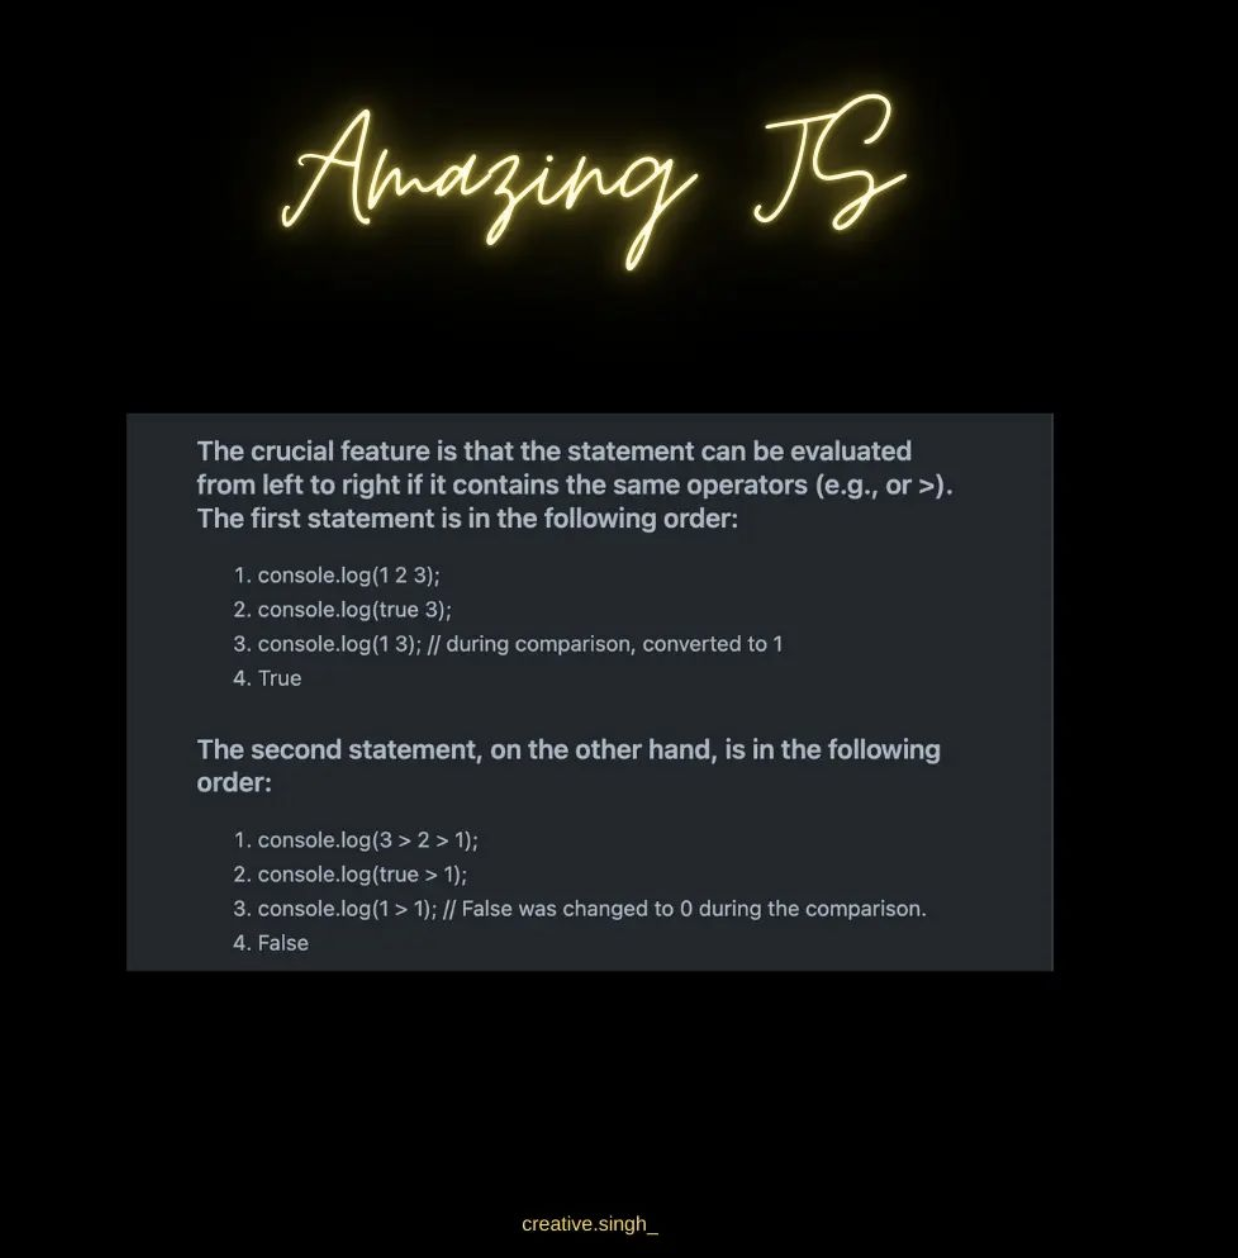 Amazing JS
The crucial feature is that the statement can be evaluated
from left to right if it contains the same operators (e.g., or >).
The first statement is in the following order:
1. console.log(1 2 3);
2. console.log(true 3);
3. console.log(1 3); // during comparison, converted to 1
4. True
The second statement, on the other hand, is in the following
order:
1. console.log(3 > 2 > 1);
2. console.log(true > 1);
3. console.log(1 > 1); // False was changed to 0 during the comparison.
4. False
creative.singh_